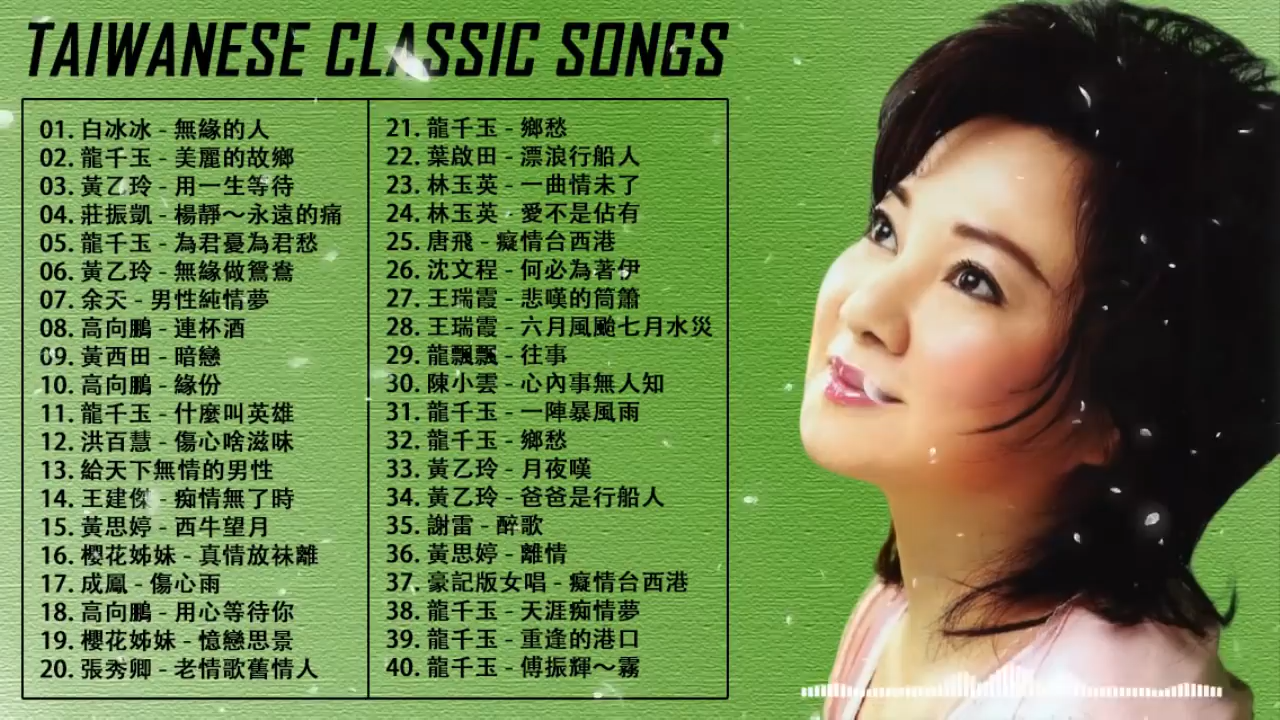 TAIWANESE CLASSIC SONGS
01. 白冰冰 - 無緣的人
02. 龍千玉 - 美麗的故鄉
03. 黃乙玲 - 用一生等待
04. 莊振凱 - 楊靜～永遠的痛
05. 龍千玉 - 為君憂為君愁
06. 黃乙玲 - 無緣做鴛鴦
07. 余天 - 男性純情夢
08. 高向鵬 - 連杯酒
09. 黃西田 - 暗戀
10. 高向鵬 - 緣份
11. 龍千玉 - 什麼叫英雄
12. 洪百慧 - 傷心啥滋味
13. 給天下無情的男性
14. 王建傑 - 痴情無了時
15. 黃思婷 - 西牛望月
16. 櫻花姊妹 - 真情放袜離
17. 成鳳 - 傷心雨
18. 高向鵬 - 用心等待你
19. 櫻花姊妹 - 憶戀思景
20. 張秀卿 - 老情歌舊情人
21. 龍千玉 - 鄉愁
22. 葉啟田 - 漂浪行船人
23. 林玉英 - 一曲情未了
24. 林玉英 - 愛不是佔有
25. 唐飛 - 癡情台西港
26. 沈文程 - 何必為著伊
27. 王瑞霞 - 悲嘆的筒簫
28. 王瑞霞 - 六月風颱七月水災
29. 龍飄飄 - 往事
30. 陳小雲 - 心內事無人知
31. 龍千玉 - 一陣暴風雨
32. 龍千玉 - 鄉愁
33. 黃乙玲 - 月夜嘆
34. 黃乙玲 - 爸爸是行船人
35. 謝雷 - 醉歌
36. 黃思婷 - 離情
37. 豪記版女唱 - 癡情台西港
38. 龍千玉 - 天涯痴情夢
39. 龍千玉 - 重逢的港口
40. 龍千玉 - 傅振輝～霧